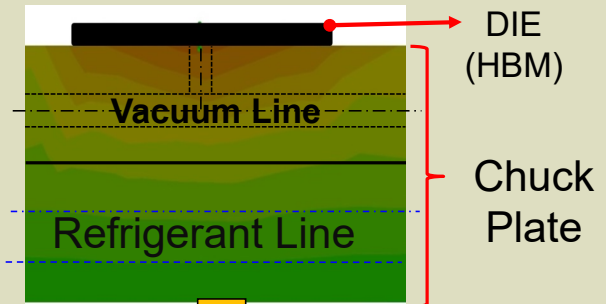 DIE
(HBM)
Vacuum Line
Chuck
Plate
Refrigerant Line